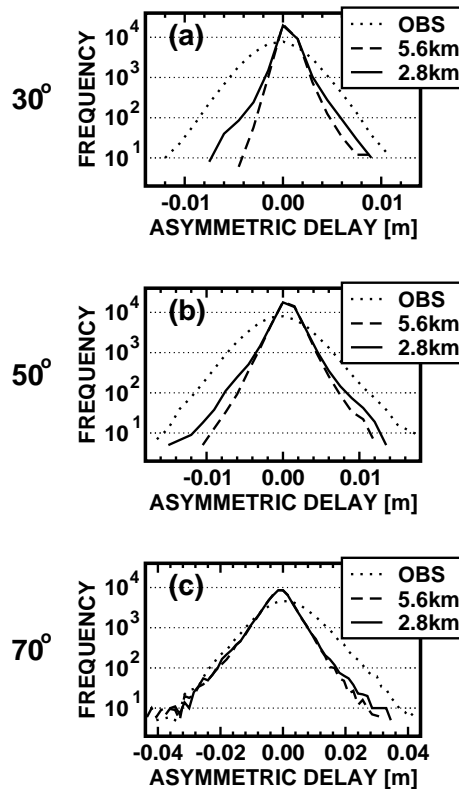 30°
(a)
OBS
5.6km
2.8km
FREQUENCY
10⁴
10³
10²
10¹
-0.01 0.00 0.01
ASYMMETRIC DELAY [m]
50°
(b)
OBS
5.6km
2.8km
FREQUENCY
10⁴
10³
10²
10¹
-0.01 0.00 0.01
ASYMMETRIC DELAY [m]
70°
(c)
OBS
5.6km
2.8km
FREQUENCY
10⁴
10³
10²
10¹
-0.04 -0.02 0.00 0.02 0.04
ASYMMETRIC DELAY [m]